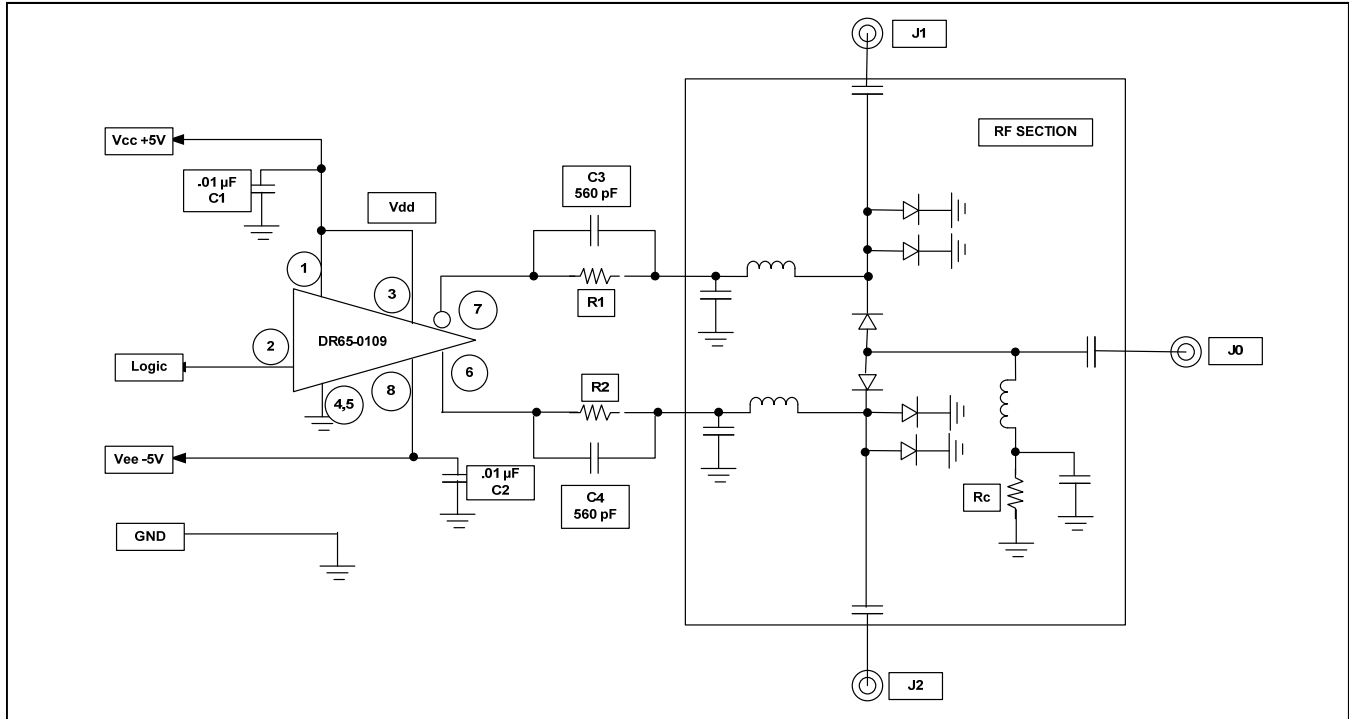 J1
RF SECTION
Vcc +5V
.01 µF
C1
Vdd
C3
560 pF
1
3
7
R1
2
DR65-0109
J0
Logic
6
8
4,5
R2
Vee -5V
.01 µF
C2
C4
560 pF
Rc
GND
J2